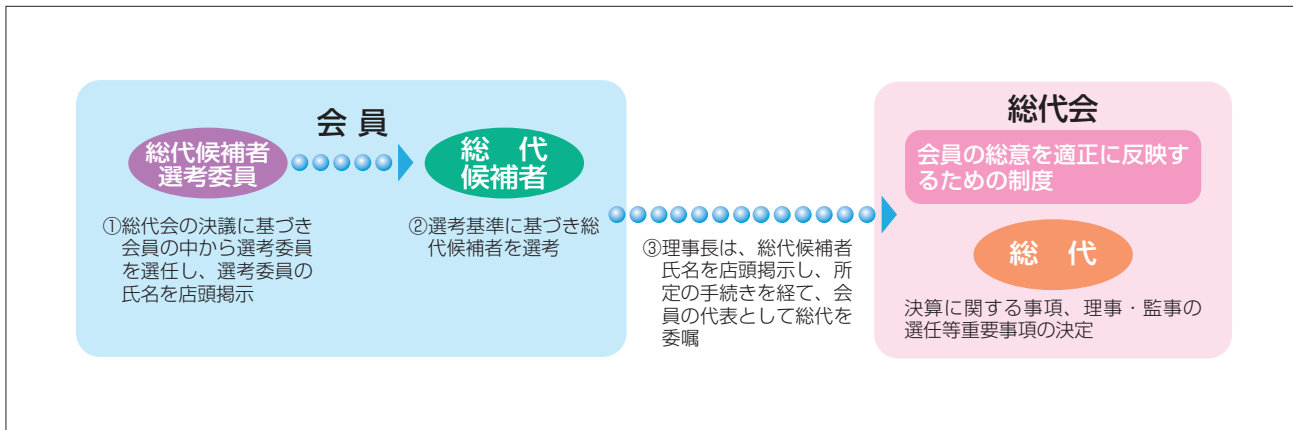 会 員
総代候補者
選考委員
①総代会の決議に基づき
会員の中から選考委員
を選任し、選考委員の
氏名を店頭掲示
総 代
候補者
②選考基準に基づき総
代候補者を選考
③理事長は、総代候補者
氏名を店頭掲示し、所
定の手続きを経て、会
員の代表として総代を
委嘱
総代会
会員の総意を適正に反映す
るための制度
総 代
決算に関する事項、理事・監事の
選任等重要事項の決定